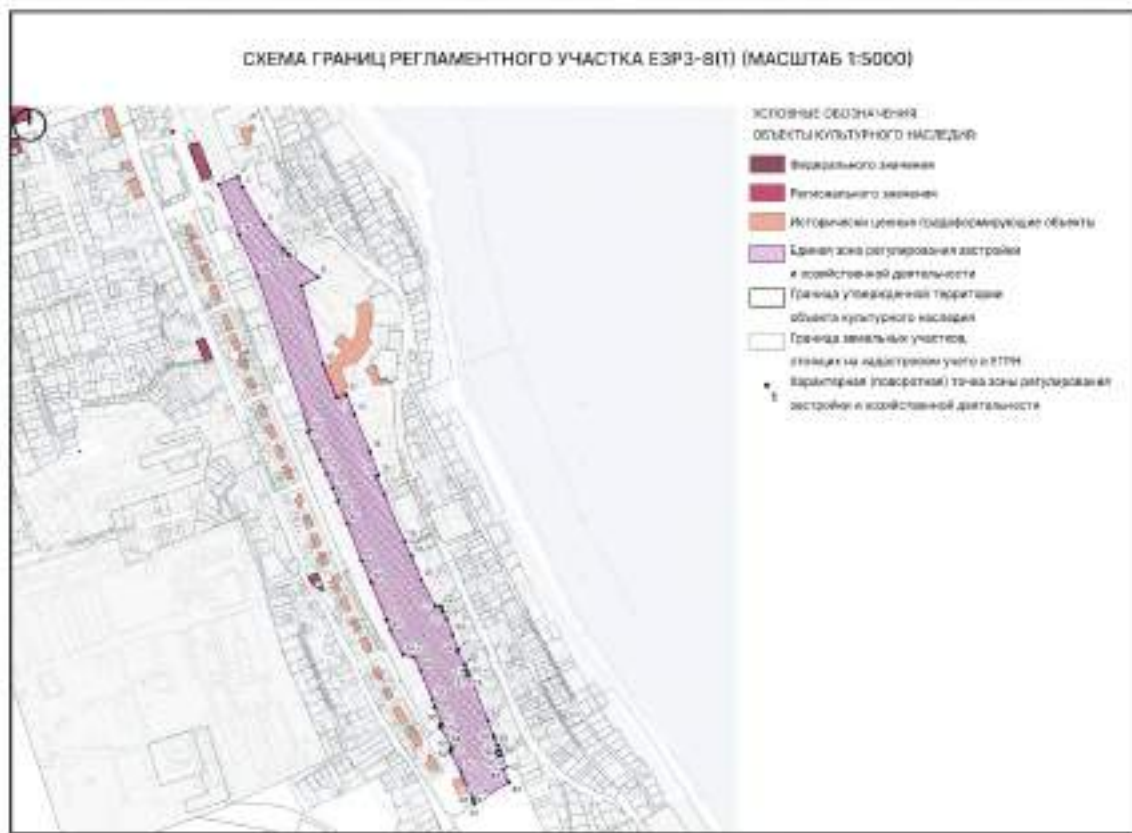 СХЕМА ГРАНИЦ РЕГЛАМЕНТНОГО УЧАСТКА ЕЗРЗ-8(1) (МАСШТАБ 1:5000)
УСЛОВНЫЕ ОБОЗНАЧЕНИЯ
ОБЪЕКТЫ КУЛЬТУРНОГО НАСЛЕДИЯ
Федерального значения
Регионального значения
Исторически ценные градоформирующие объекты
Единая зона регулирования застройки
и хозяйственной деятельности
Граница утвержденной территории
объекта культурного наследия
Граница земельных участков,
стоящих на кадастровом учете в ЕГРН
Характерная (поворотная) точка зоны регулирования
застройки и хозяйственной деятельности